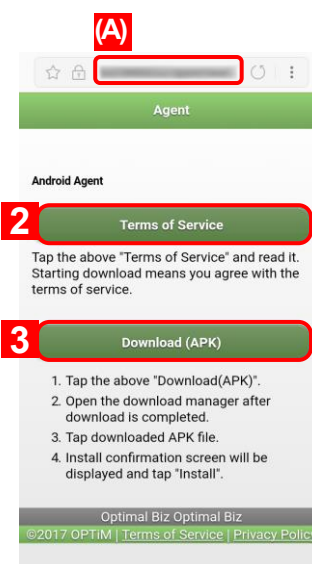 (A)
Agent
Android Agent
2
Terms of Service
Tap the above "Terms of Service" and read it.
Starting download means you agree with the
terms of service.
3
Download (APK)
1. Tap the above "Download(APK)".
2. Open the download manager after
download is completed.
3. Tap downloaded APK file.
4. Install confirmation screen will be
displayed and tap "Install".
Optimal Biz Optimal Biz
©2017 OPTiM | Terms of Service | Privacy Polic